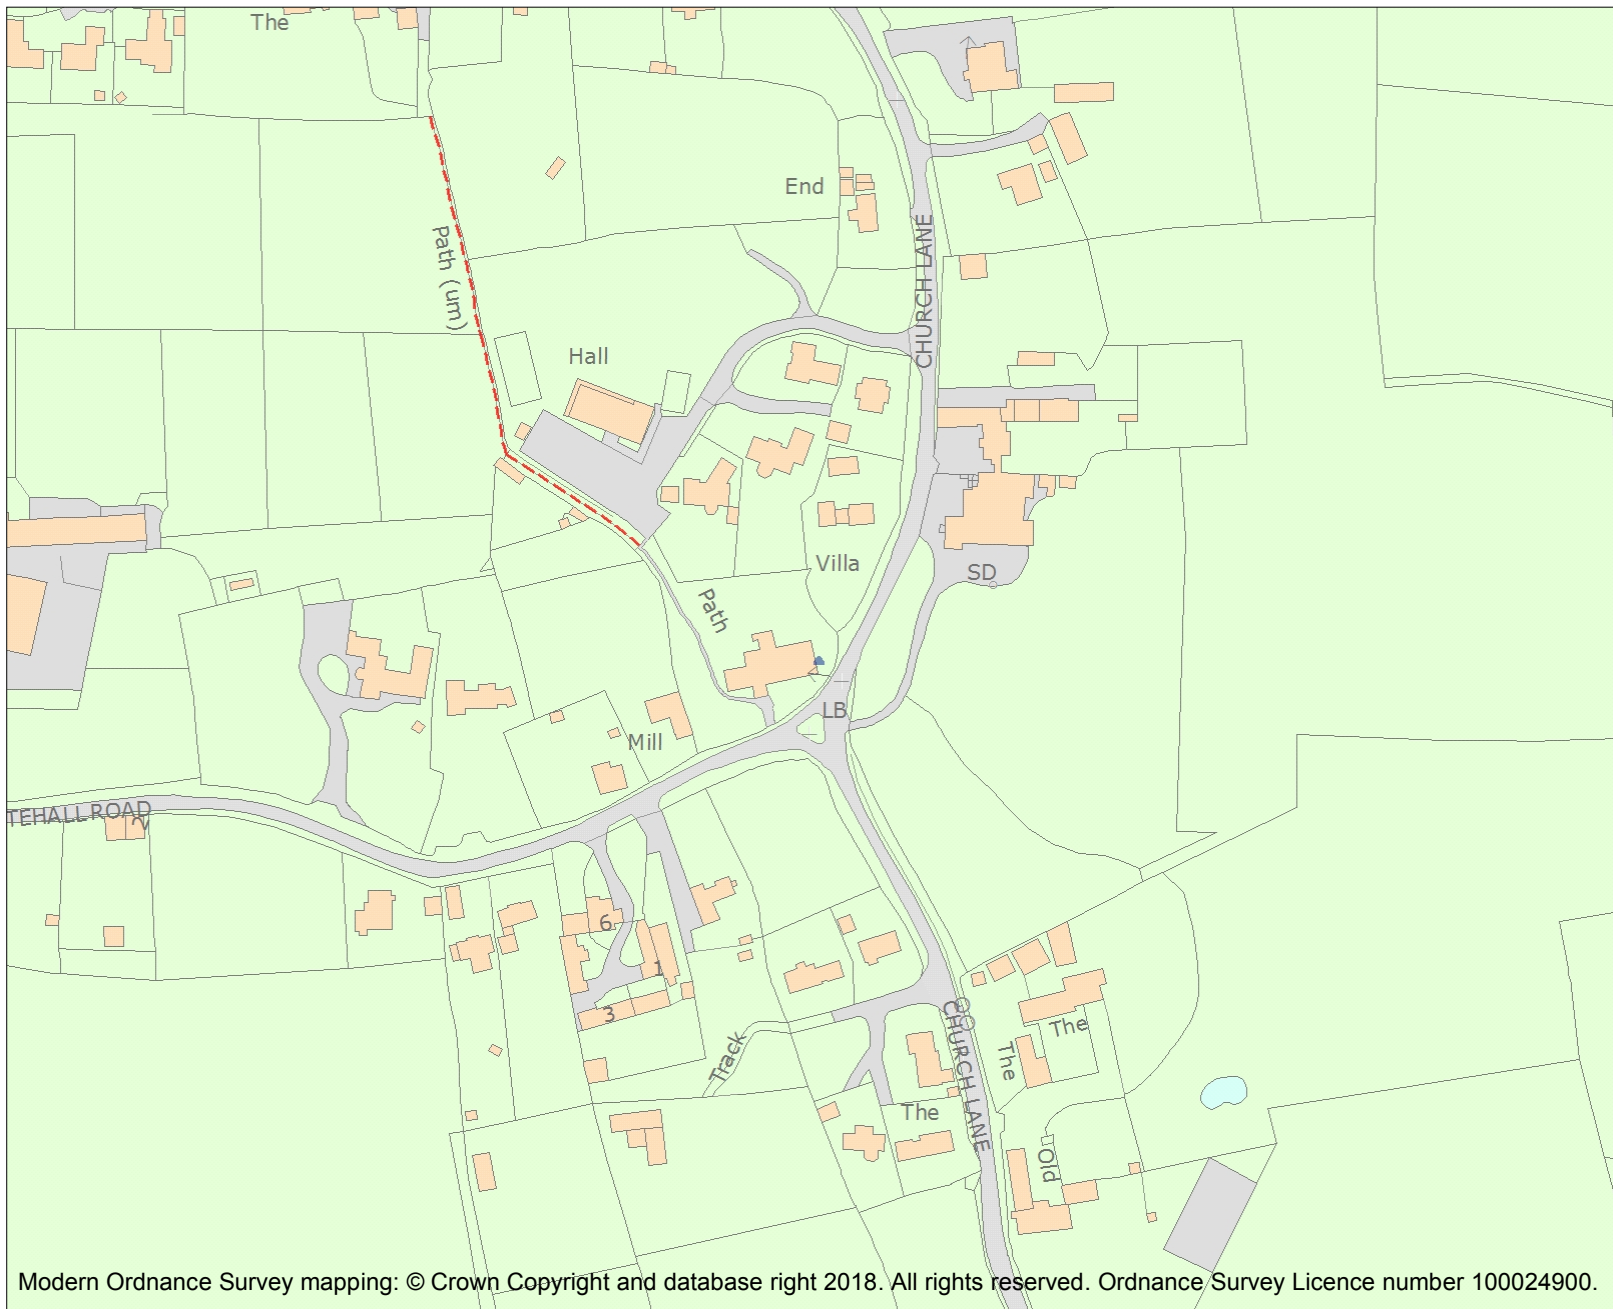 The
End
Path (um)
CHURCH LANE
Hall
Villa
SD
Path
LB
Mill
TEHALL ROAD
2
6
1
3
Track
CHURCH LANE
The
The
The
Old
Modern Ordnance Survey mapping: © Crown Copyright and database right 2018. All rights reserved. Ordnance Survey Licence number 100024900.